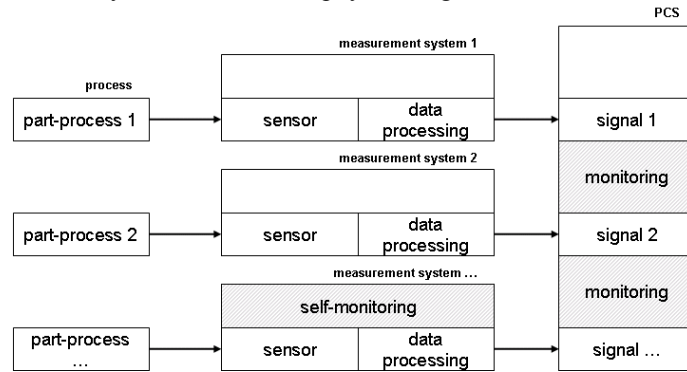 PCS
measurement system 1
process
part-process 1
sensor
data
processing
signal 1
measurement system 2
monitoring
part-process 2
sensor
data
processing
signal 2
measurement system ...
self-monitoring
monitoring
part-process
...
sensor
data
processing
signal ...